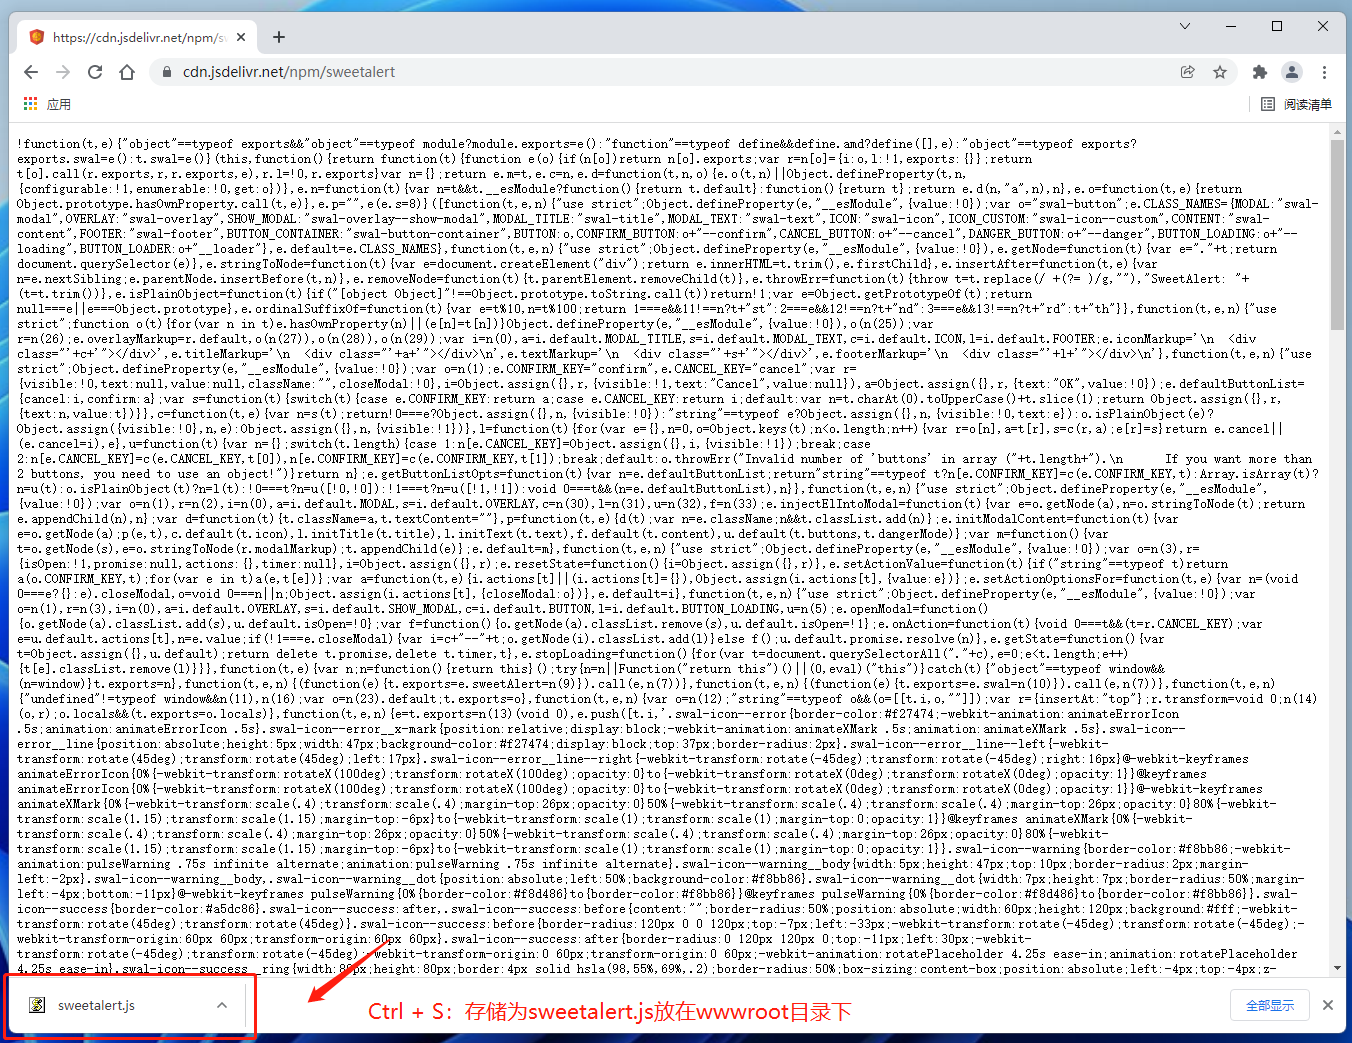 https://cdn.jsdelivr.net/npm/sw
cdn.jsdelivr.net/npm/sweetalert
应用
阅读清单
!function(t,e){"object"==typeof exports&&"object"==typeof module?module.exports=e():"function"==typeof define&&define.amd?define([],e):"object"==typeof exports?
exports.swal=e():t.swal=e()}(this,function(){return function(t){function e(o){if(n[o])return n[o].exports;var r=n[o]={i:o,l:!1,exports:{}};return
t[o].call(r.exports,r,r.exports,e),r.l=!0,r.exports}var n={};return e.m=t,e.c=n,e.d=function(t,n,o){e.o(t,n)||Object.defineProperty(t,n,
{configurable:!1,enumerable:!0,get:o})},e.n=function(t){var n=t&&t.__esModule?function(){return t.default}:function(){return t};return e.d(n,"a",n),n},e.o=function(t,e){return
Object.prototype.hasOwnProperty.call(t,e)},e.p="",e(e.s=8)}([function(t,e,n){"use strict";Object.defineProperty(e,"__esModule",{value:!0});var o="swal-button";e.CLASS_NAMES={MODAL:"swal-
modal",OVERLAY:"swal-overlay",SHOW_MODAL:"swal-overlay--show-modal",MODAL_TITLE:"swal-title",MODAL_TEXT:"swal-text",ICON:"swal-icon",ICON_CUSTOM:"swal-icon--custom",CONTENT:"swal-
content",FOOTER:"swal-footer",BUTTON_CONTAINER:"swal-button-container",BUTTON:o,CONFIRM_BUTTON:o+"--confirm",CANCEL_BUTTON:o+"--cancel",DANGER_BUTTON:o+"--danger",BUTTON_LOADING:o+"--
loading",BUTTON_LOADER:o+"__loader"},e.default=e.CLASS_NAMES},function(t,e,n){"use strict";Object.defineProperty(e,"__esModule",{value:!0}),e.getNode=function(t){var e="."+t;return
document.querySelector(e)},e.stringToNode=function(t){var e=document.createElement("div");return e.innerHTML=t.trim(),e.firstChild},e.insertAfter=function(t,e){var
n=e.nextSibling;e.parentNode.insertBefore(t,n)},e.removeNode=function(t){t.parentElement.removeChild(t)},e.throwErr=function(t){throw t=t.replace(/ +(?= )/g,""),"SweetAlert: "+
(t=t.trim())},e.isPlainObject=function(t){if("[object Object]"!==Object.prototype.toString.call(t))return!1;var e=Object.getPrototypeOf(t);return
null===e||e===Object.prototype},e.ordinalSuffixOf=function(t){var e=t%10,n=t%100;return 1===e&&11!==n?t+"st":2===e&&12!==n?t+"nd":3===e&&13!==n?t+"rd":t+"th"}},function(t,e,n){"use
strict";function o(t){for(var n in t)e.hasOwnProperty(n)||(e[n]=t[n])}Object.defineProperty(e,"__esModule",{value:!0}),o(n(25));var
r=n(26);e.overlayMarkup=r.default,o(n(27)),o(n(28)),o(n(29));var i=n(0),a=i.default.MODAL_TITLE,s=i.default.MODAL_TEXT,c=i.default.ICON,l=i.default.FOOTER;e.iconMarkup='\n  <div
class="'+c+'"></div>',e.titleMarkup='\n  <div class="'+a+'"></div>\n',e.textMarkup='\n  <div class="'+s+'"></div>',e.footerMarkup='\n  <div class="'+l+'"></div>\n'},function(t,e,n){"use
strict";Object.defineProperty(e,"__esModule",{value:!0});var o=n(1);e.CONFIRM_KEY="confirm",e.CANCEL_KEY="cancel";var r=
{visible:!0,text:null,value:null,className:"",closeModal:!0},i=Object.assign({},r,{visible:!1,text:"Cancel",value:null}),a=Object.assign({},r,{text:"OK",value:!0});e.defaultButtonList=
{cancel:i,confirm:a};var s=function(t){switch(t){case e.CONFIRM_KEY:return a;case e.CANCEL_KEY:return i;default:var n=t.charAt(0).toUpperCase()+t.slice(1);return Object.assign({},r,
{text:n,value:t})}},c=function(t,e){var n=s(t);return!0===e?Object.assign({},n,{visible:!0}):"string"==typeof e?Object.assign({},n,{visible:!0,text:e}):o.isPlainObject(e)?
Object.assign({visible:!0},n,e):Object.assign({},n,{visible:!1})},l=function(t){for(var e={},n=0,o=Object.keys(t);n<o.length;n++){var r=o[n],a=t[r],s=c(r,a);e[r]=s}return e.cancel||
(e.cancel=i),e},u=function(t){var n={};switch(t.length){case 1:n[e.CANCEL_KEY]=Object.assign({},i,{visible:!1});break;case
2:n[e.CANCEL_KEY]=c(e.CANCEL_KEY,t[0]),n[e.CONFIRM_KEY]=c(e.CONFIRM_KEY,t[1]);break;default:o.throwErr("Invalid number of 'buttons' in array ("+t.length+").\n      If you want more than
2 buttons, you need to use an object!")}return n};e.getButtonListOpts=function(t){var n=e.defaultButtonList;return"string"==typeof t?n[e.CONFIRM_KEY]=c(e.CONFIRM_KEY,t):Array.isArray(t)?
n=u(t):o.isPlainObject(t)?n=l(t):!0===t?n=u([!0,!0]):!1===t?n=u([!1,!1]):void 0===t&&(n=e.defaultButtonList),n}},function(t,e,n){"use strict";Object.defineProperty(e,"__esModule",
{value:!0});var o=n(1),r=n(2),i=n(0),a=i.default.MODAL,s=i.default.OVERLAY,c=n(30),l=n(31),u=n(32),f=n(33);e.injectElIntoModal=function(t){var e=o.getNode(a),n=o.stringToNode(t);return
e.appendChild(n),n};var d=function(t){t.className=a,t.textContent=""},p=function(t,e){d(t);var n=e.className;n&&t.classList.add(n)};e.initModalContent=function(t){var
e=o.getNode(a);p(e,t),c.default(t.icon),l.initTitle(t.title),l.initText(t.text),f.default(t.content),u.default(t.buttons,t.dangerMode)};var m=function(){var
t=o.getNode(s),e=o.stringToNode(r.modalMarkup);t.appendChild(e)};e.default=m},function(t,e,n){"use strict";Object.defineProperty(e,"__esModule",{value:!0});var o=n(3),r=
{isOpen:!1,promise:null,actions:{},timer:null},i=Object.assign({},r);e.resetState=function(){i=Object.assign({},r)},e.setActionValue=function(t){if("string"==typeof t)return
a(o.CONFIRM_KEY,t);for(var e in t)a(e,t[e])};var a=function(t,e){i.actions[t]||(i.actions[t]={}),Object.assign(i.actions[t],{value:e})};e.setActionOptionsFor=function(t,e){var n=(void
0===e?{}:e).closeModal,o=void 0===n||n;Object.assign(i.actions[t],{closeModal:o})},e.default=i},function(t,e,n){"use strict";Object.defineProperty(e,"__esModule",{value:!0});var
o=n(1),r=n(3),i=n(0),a=i.default.OVERLAY,s=i.default.SHOW_MODAL,c=i.default.BUTTON,l=i.default.BUTTON_LOADING,u=n(5);e.openModal=function()
{o.getNode(a).classList.add(s),u.default.isOpen=!0};var f=function(){o.getNode(a).classList.remove(s),u.default.isOpen=!1};e.onAction=function(t){void 0===t&&(t=r.CANCEL_KEY);var
e=u.default.actions[t],n=e.value;if(!1===e.closeModal){var i=c+"--"+t;o.getNode(i).classList.add(l)}else f();u.default.promise.resolve(n)},e.getState=function(){var
t=Object.assign({},u.default);return delete t.promise,delete t.timer,t},e.stopLoading=function(){for(var t=document.querySelectorAll("."+c),e=0;e<t.length;e++)
{t[e].classList.remove(l)}}},function(t,e){var n;n=function(){return this}();try{n=n||Function("return this")()||(0,eval)("this")}catch(t){"object"==typeof window&&
(n=window)}t.exports=n},function(t,e,n){(function(e){t.exports=e.sweetAlert=n(9)}).call(e,n(7))},function(t,e,n){(function(e){t.exports=e.swal=n(10)}).call(e,n(7))},function(t,e,n)
{"undefined"!=typeof window&&n(11),n(16);var o=n(23).default;t.exports=o},function(t,e,n){var o=n(12);"string"==typeof o&&(o=[[t.i,o,""]]);var r={insertAt:"top"};r.transform=void 0;n(14)
(o,r);o.locals&&(t.exports=o.locals)},function(t,e,n){e=t.exports=n(13)(void 0),e.push([t.i,'.swal-icon--error{border-color:#f27474;-webkit-animation:animateErrorIcon
.5s;animation:animateErrorIcon .5s}.swal-icon--error__x-mark{position:relative;display:block;-webkit-animation:animateXMark .5s;animation:animateXMark .5s}.swal-icon--
error__line{position:absolute;height:5px;width:47px;background-color:#f27474;display:block;top:37px;border-radius:2px}.swal-icon--error__line--left{-webkit-
transform:rotate(45deg);transform:rotate(45deg);left:17px}.swal-icon--error__line--right{-webkit-transform:rotate(-45deg);transform:rotate(-45deg);right:16px}@-webkit-keyframes
animateErrorIcon{0%{-webkit-transform:rotateX(100deg);transform:rotateX(100deg);opacity:0}to{-webkit-transform:rotateX(0deg);transform:rotateX(0deg);opacity:1}}@keyframes
animateErrorIcon{0%{-webkit-transform:rotateX(100deg);transform:rotateX(100deg);opacity:0}to{-webkit-transform:rotateX(0deg);transform:rotateX(0deg);opacity:1}}@-webkit-keyframes
animateXMark{0%{-webkit-transform:scale(.4);transform:scale(.4);margin-top:26px;opacity:0}50%{-webkit-transform:scale(.4);transform:scale(.4);margin-top:26px;opacity:0}80%{-webkit-
transform:scale(1.15);transform:scale(1.15);margin-top:-6px}to{-webkit-transform:scale(1);transform:scale(1);margin-top:0;opacity:1}}@keyframes animateXMark{0%{-webkit-
transform:scale(.4);transform:scale(.4);margin-top:26px;opacity:0}50%{-webkit-transform:scale(.4);transform:scale(.4);margin-top:26px;opacity:0}80%{-webkit-
transform:scale(1.15);transform:scale(1.15);margin-top:-6px}to{-webkit-transform:scale(1);transform:scale(1);margin-top:0;opacity:1}}.swal-icon--warning{border-color:#f8bb86;-webkit-
animation:pulseWarning .75s infinite alternate;animation:pulseWarning .75s infinite alternate}.swal-icon--warning__body{width:5px;height:47px;top:10px;border-radius:2px;margin-
left:-2px}.swal-icon--warning__body,.swal-icon--warning__dot{position:absolute;left:50%;background-color:#f8bb86}.swal-icon--warning__dot{width:7px;height:7px;border-radius:50%;margin-
left:-4px;bottom:-11px}@-webkit-keyframes pulseWarning{0%{border-color:#f8d486}to{border-color:#f8bb86}}@keyframes pulseWarning{0%{border-color:#f8d486}to{border-color:#f8bb86}}.swal-
icon--success{border-color:#a5dc86}.swal-icon--success:after,.swal-icon--success:before{content:"";border-radius:50%;position:absolute;width:60px;height:120px;background:#fff;-webkit-
transform:rotate(45deg);transform:rotate(45deg)}.swal-icon--success:before{border-radius:120px 0 0 120px;top:-7px;left:-33px;-webkit-transform:rotate(-45deg);transform:rotate(-45deg);-
webkit-transform-origin:60px 60px;transform-origin:60px 60px}.swal-icon--success:after{border-radius:0 120px 120px 0;top:-11px;left:30px;-webkit-
transform:rotate(-45deg);transform:rotate(-45deg);-webkit-transform-origin:0 60px;transform-origin:0 60px;-webkit-animation:rotatePlaceholder 4.25s ease-in;animation:rotatePlaceholder
4.25s ease-in}.swal-icon--success__ring{width:80px;height:80px;border:4px solid hsla(98,55%,69%,.2);border-radius:50%;box-sizing:content-box;position:absolute;left:-4px;top:-4px;z-
sweetalert.js
Ctrl + S：存储为sweetalert.js放在wwwroot目录下
全部显示